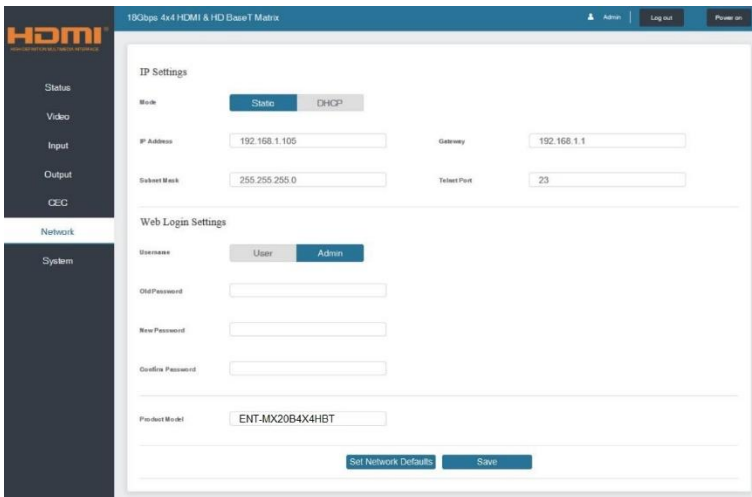 HDMI
HIGH-DEFINITION MULTIMEDIA INTERFACE
18Gbps 4x4 HDMI & HD BaseT Matrix
Admin
Log out
Power on
Status
Video
Input
Output
CEC
Network
System
IP Settings
Mode
Static
DHCP
IP Address
192.168.1.105
Gateway
192.168.1.1
Subnet Mask
255.255.255.0
Telnet Port
23
Web Login Settings
Username
User
Admin
Old Password
New Password
Confirm Password
Product Model
ENT-MX20B4X4HBT
Set Network Defaults
Save